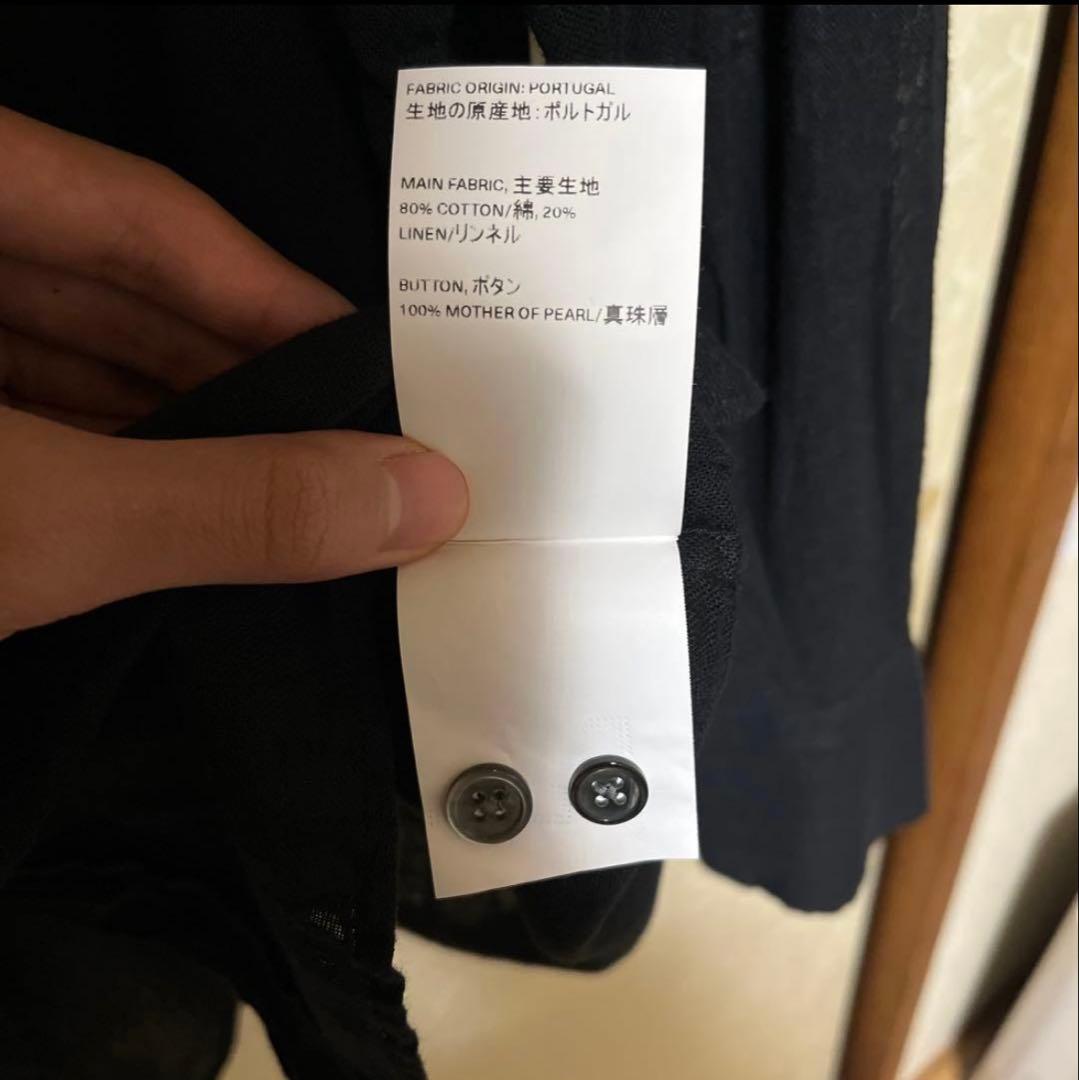 FABRIC ORIGIN: PORTUGAL
生地の原産地：ポルトガル
MAIN FABRIC, 主要生地
80% COTTON/綿, 20%
LINEN/リンネル
BUTTON, ボタン
100% MOTHER OF PEARL/真珠層